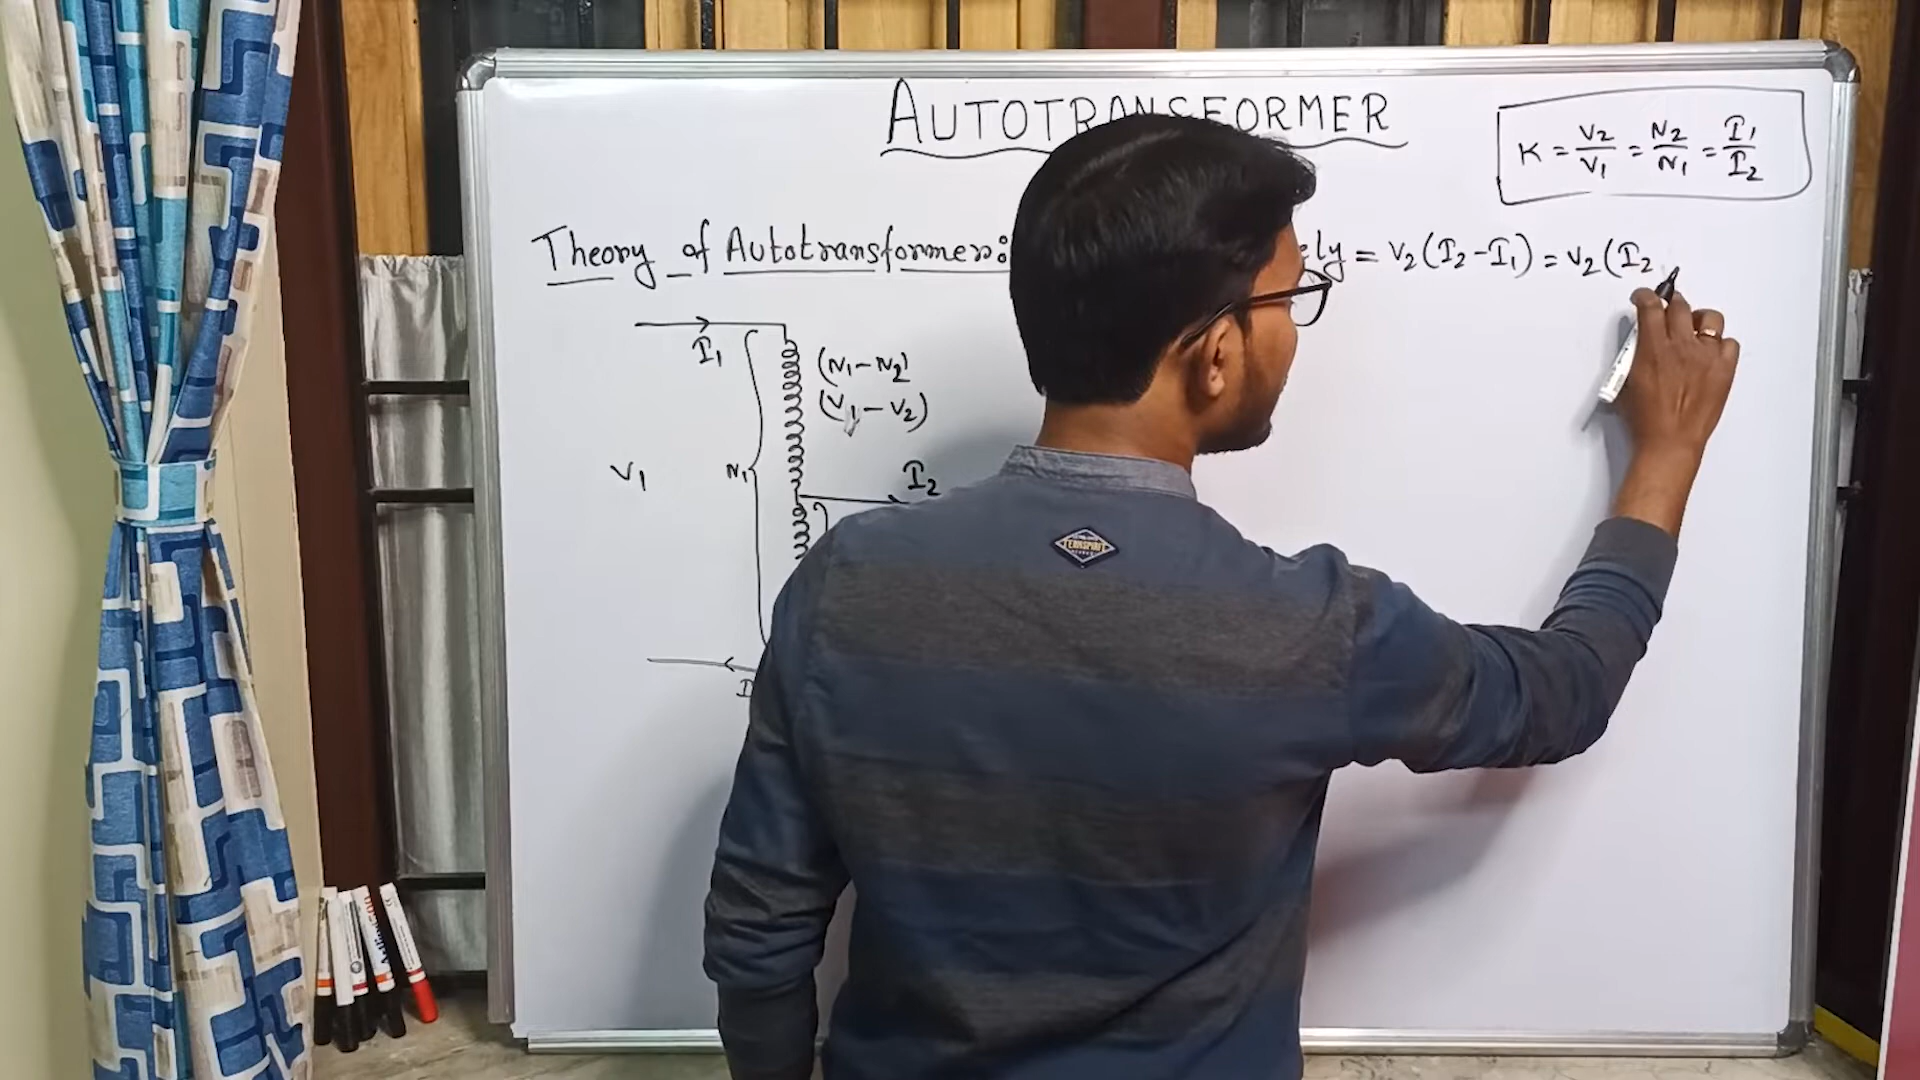 AUTOTRANSFORMER
K = V2/V1 = N2/N1 = I1/I2
Theory of Autotransformer:
ely = V2(I2-I1) = V2(I2
I1
(N1-N2)
(V1-V2)
V1
N1
I2